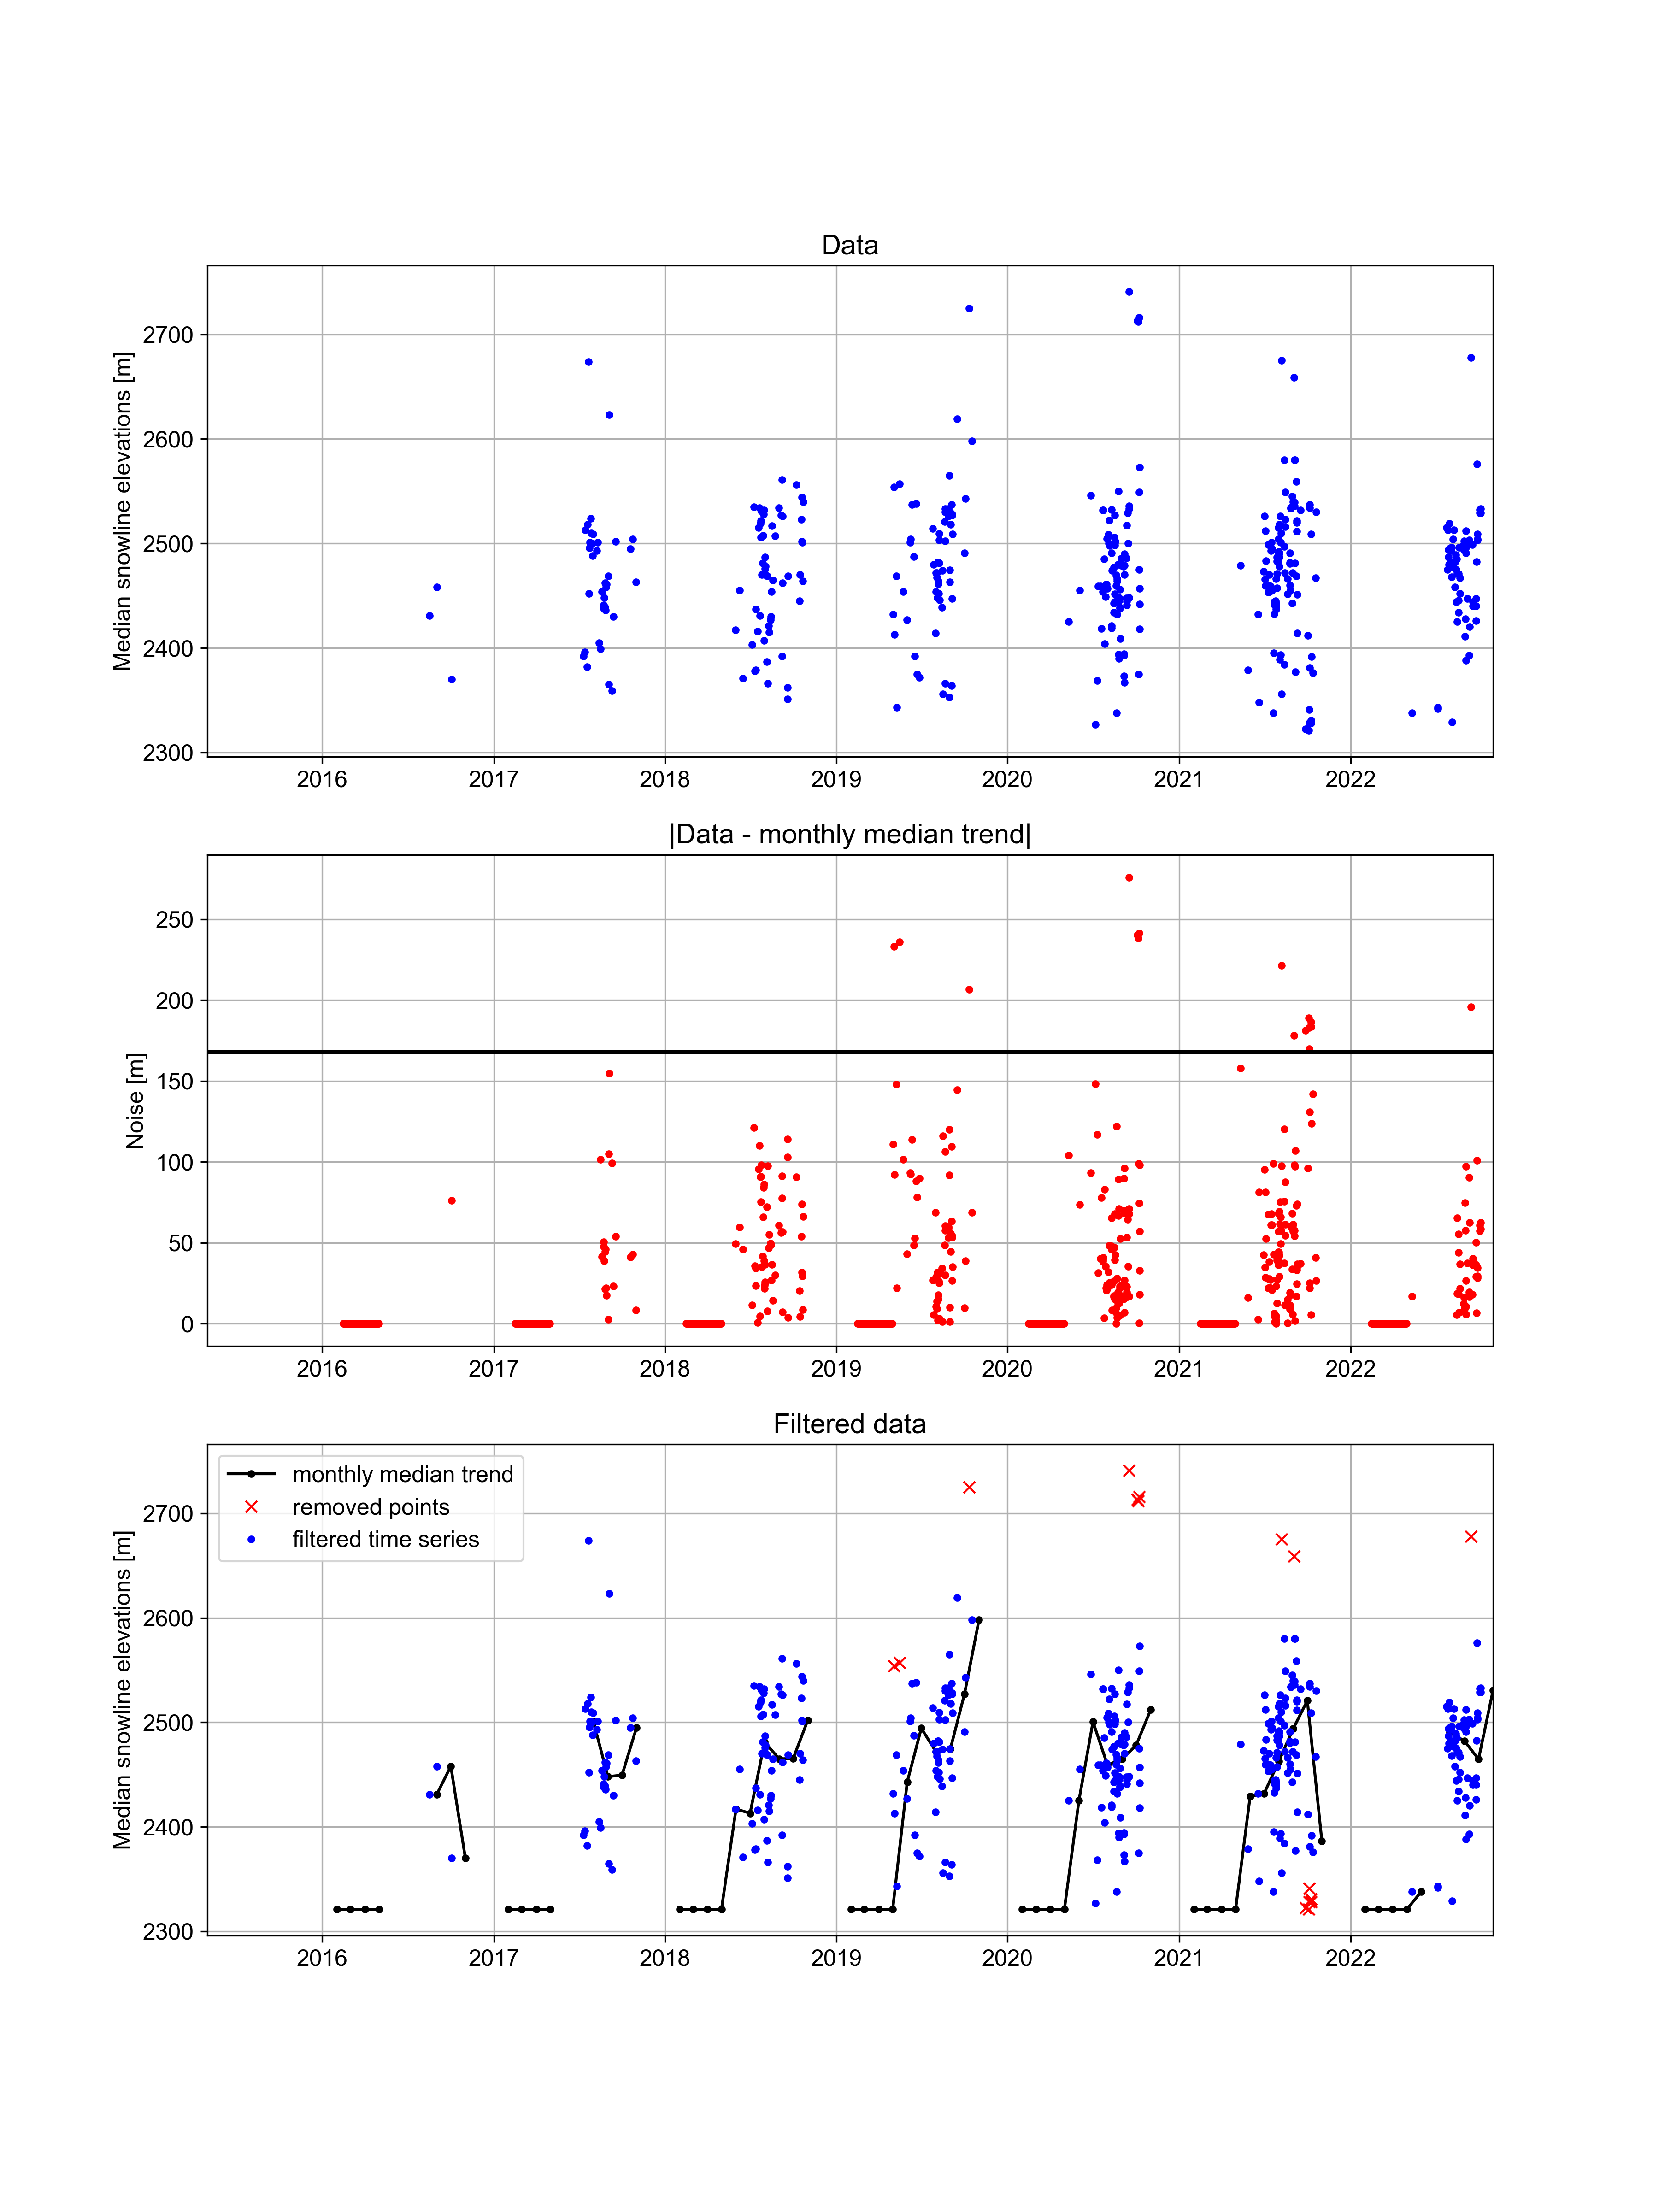 Data
Median snowline elevations [m]
2700
2600
2500
2400
2300
2016 2017 2018 2019 2020 2021 2022
|Data - monthly median trend|
Noise [m]
250
200
150
100
50
0
2016 2017 2018 2019 2020 2021 2022
Filtered data
Median snowline elevations [m]
monthly median trend
removed points
filtered time series
2700
2600
2500
2400
2300
2016 2017 2018 2019 2020 2021 2022